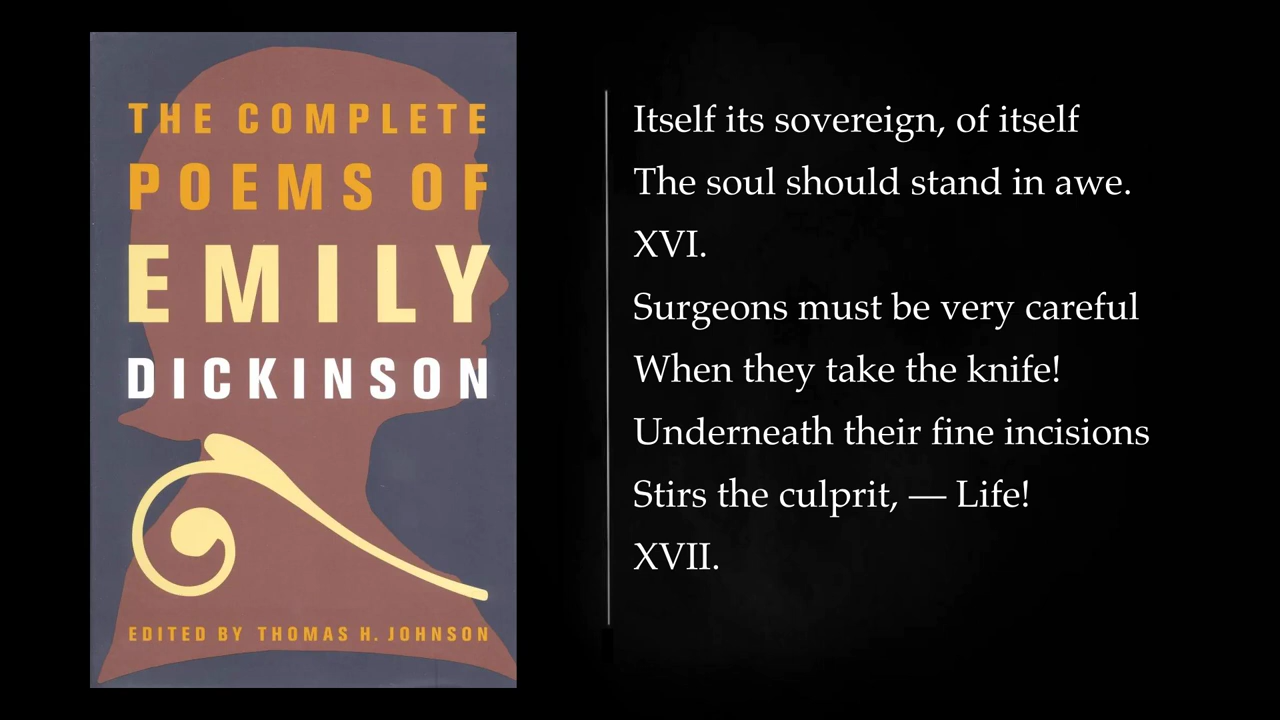 THE COMPLETE
POEMS OF
EMILY
DICKINSON
EDITED BY THOMAS H. JOHNSON
Itself its sovereign, of itself
The soul should stand in awe.
XVI.
Surgeons must be very careful
When they take the knife!
Underneath their fine incisions
Stirs the culprit, — Life!
XVII.